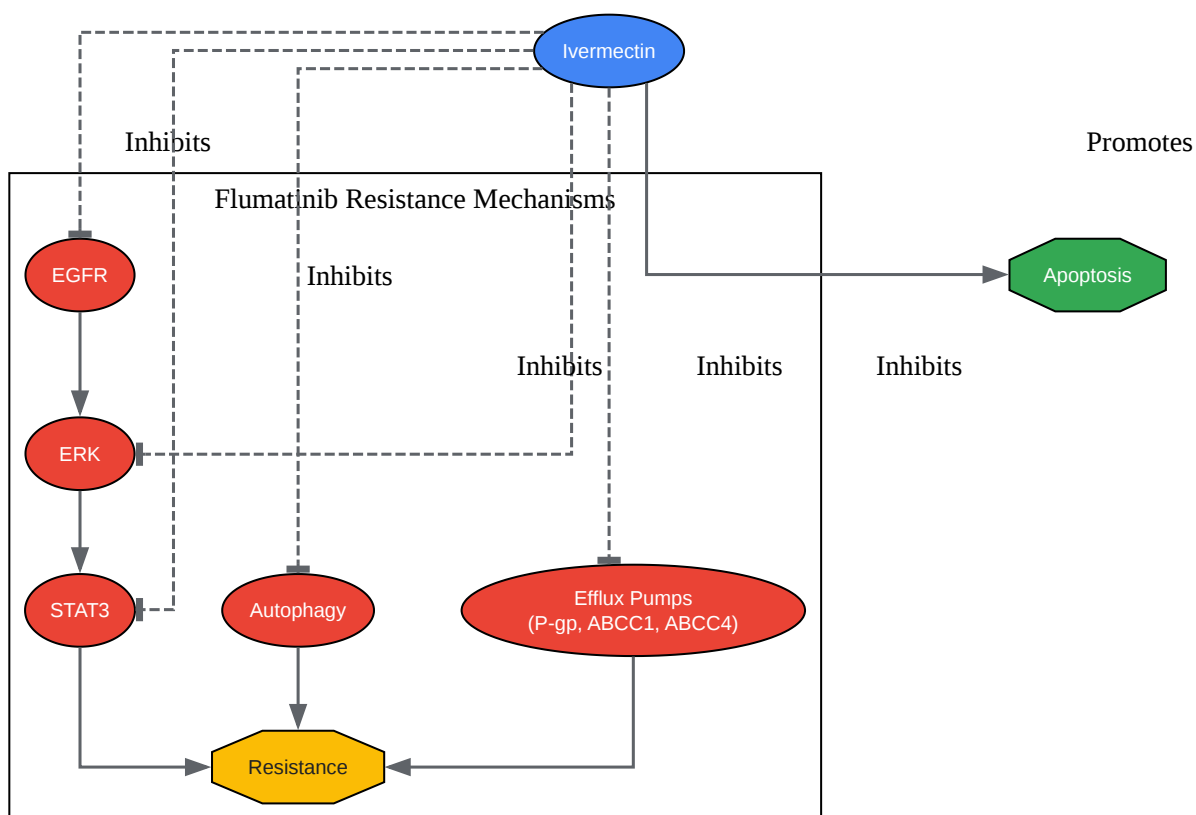 Ivermectin
Inhibits
Promotes
Flumatinib Resistance Mechanisms
EGFR
Inhibits
Apoptosis
Inhibits
Inhibits
Inhibits
ERK
STAT3
Autophagy
Efflux Pumps
(P-gp, ABCC1, ABCC4)
Resistance